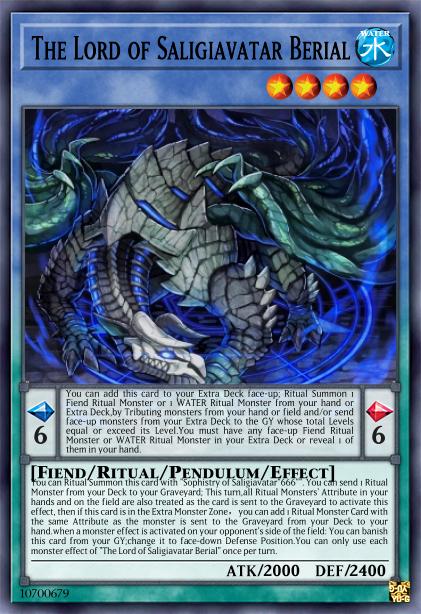 The Lord of Saligiavatar Berial
WATER
水
You can add this card to your Extra Deck face-up; Ritual Summon 1
Fiend Ritual Monster or 1 WATER Ritual Monster from your hand or
Extra Deck,by Tributing monsters from your hand or field and/or send
face-up monsters from your Extra Deck to the GY whose total Levels
equal or exceed its Level.You must have any face-up Fiend Ritual
Monster or WATER Ritual Monster in your Extra Deck or reveal 1 of
them in your hand.
6
6
[Fiend/Ritual/Pendulum/Effect]
You can Ritual Summon this card with "Sophistry of Saligiavatar 666". You can send 1 Ritual
Monster from your Deck to your Graveyard; This turn,all Ritual Monsters' Attribute in your
hands and on the field are also treated as the card is sent to the Graveyard to activate this
effect, then if this card is in the Extra Monster Zone，you can add 1 Ritual Monster Card with
the same Attribute as the monster is sent to the Graveyard from your Deck to your
hand.when a monster effect is activated on your opponent's side of the field: You can banish
this card from your GY;change it to face-down Defense Position.You can only use each
monster effect of "The Lord of Saligiavatar Berial" once per turn.
ATK/2000 DEF/2400
10700679